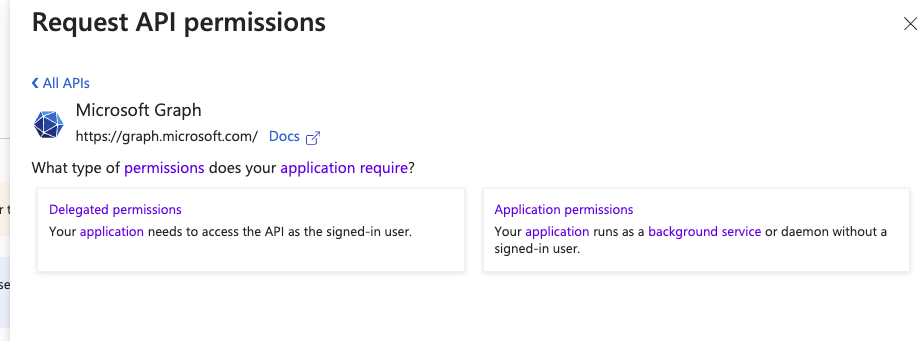 Request API permissions
All APIs
Microsoft Graph
https://graph.microsoft.com/ Docs
What type of permissions does your application require?
Delegated permissions
Your application needs to access the API as the signed-in user.
Application permissions
Your application runs as a background service or daemon without a
signed-in user.